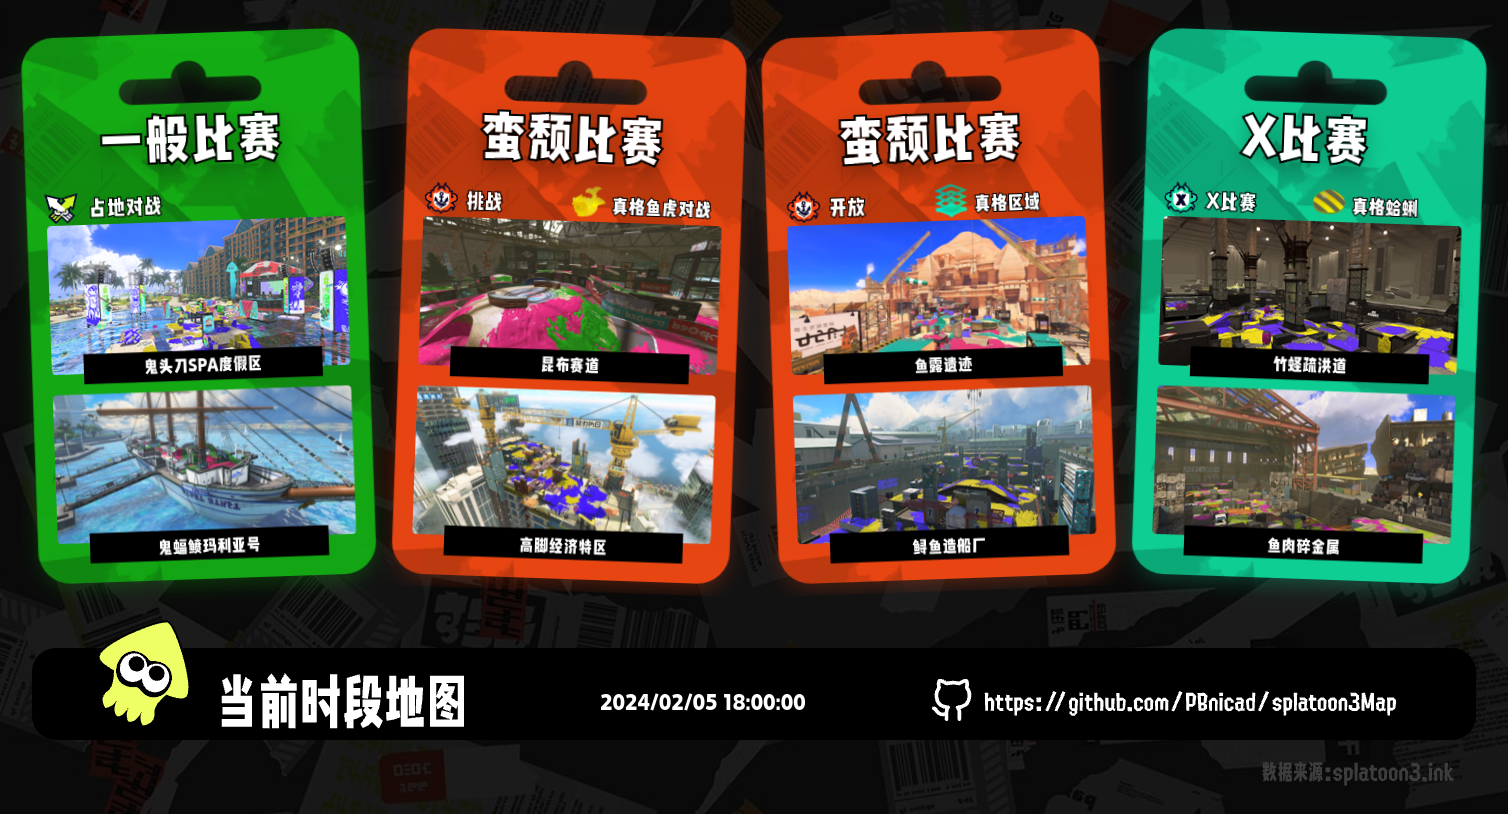 一般比赛
占地对战
鬼头刀SPA度假区
鬼蝠鲼玛利亚号
蛮颓比赛
挑战
真格鱼虎对战
昆布赛道
高脚经济特区
蛮颓比赛
开放
真格区域
鱼露遗迹
鲟鱼造船厂
X比赛
X比赛
真格蛤蜊
竹蛏疏洪道
鱼肉碎金属
当前时段地图
2024/02/05 18:00:00
https://github.com/PBnicad/splatoon3Map
数据来源:splatoon3.ink